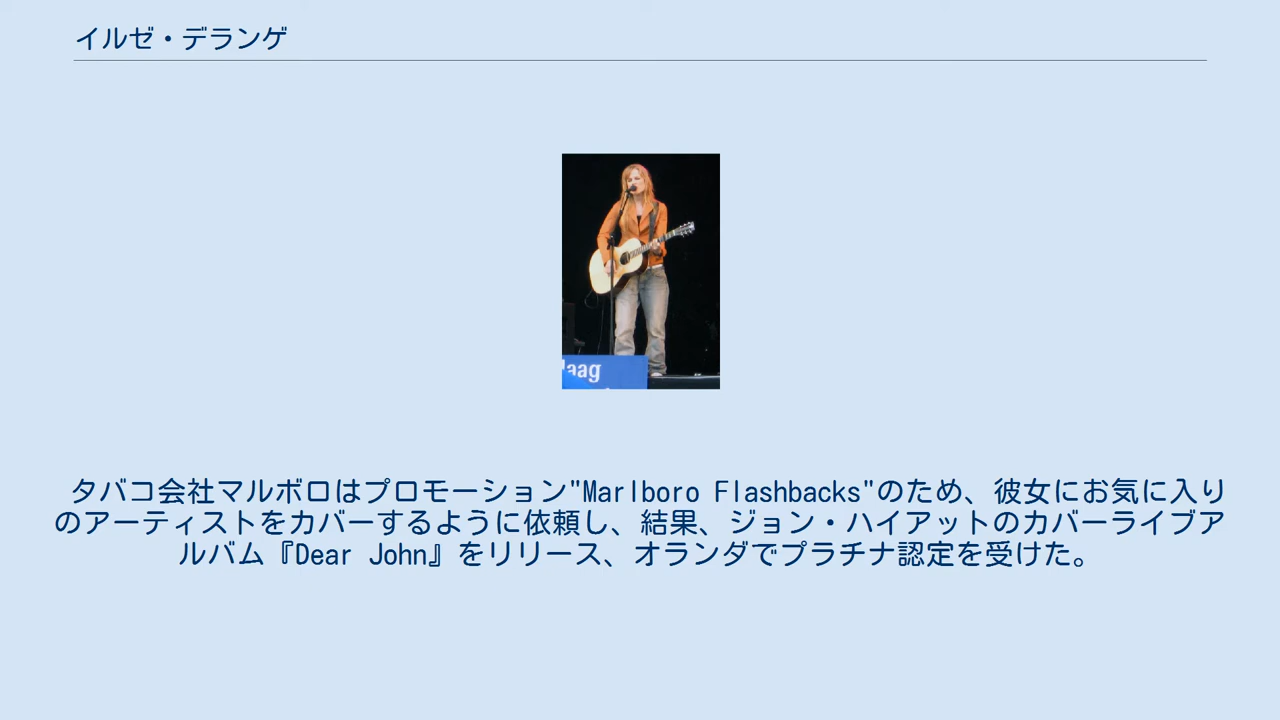 イルゼ・デランゲ
laag
タバコ会社マルボロはプロモーション"Marlboro Flashbacks"のため、彼女にお気に入り
のアーティストをカバーするように依頼し、結果、ジョン・ハイアットのカバーライブア
ルバム『Dear John』をリリース、オランダでプラチナ認定を受けた。